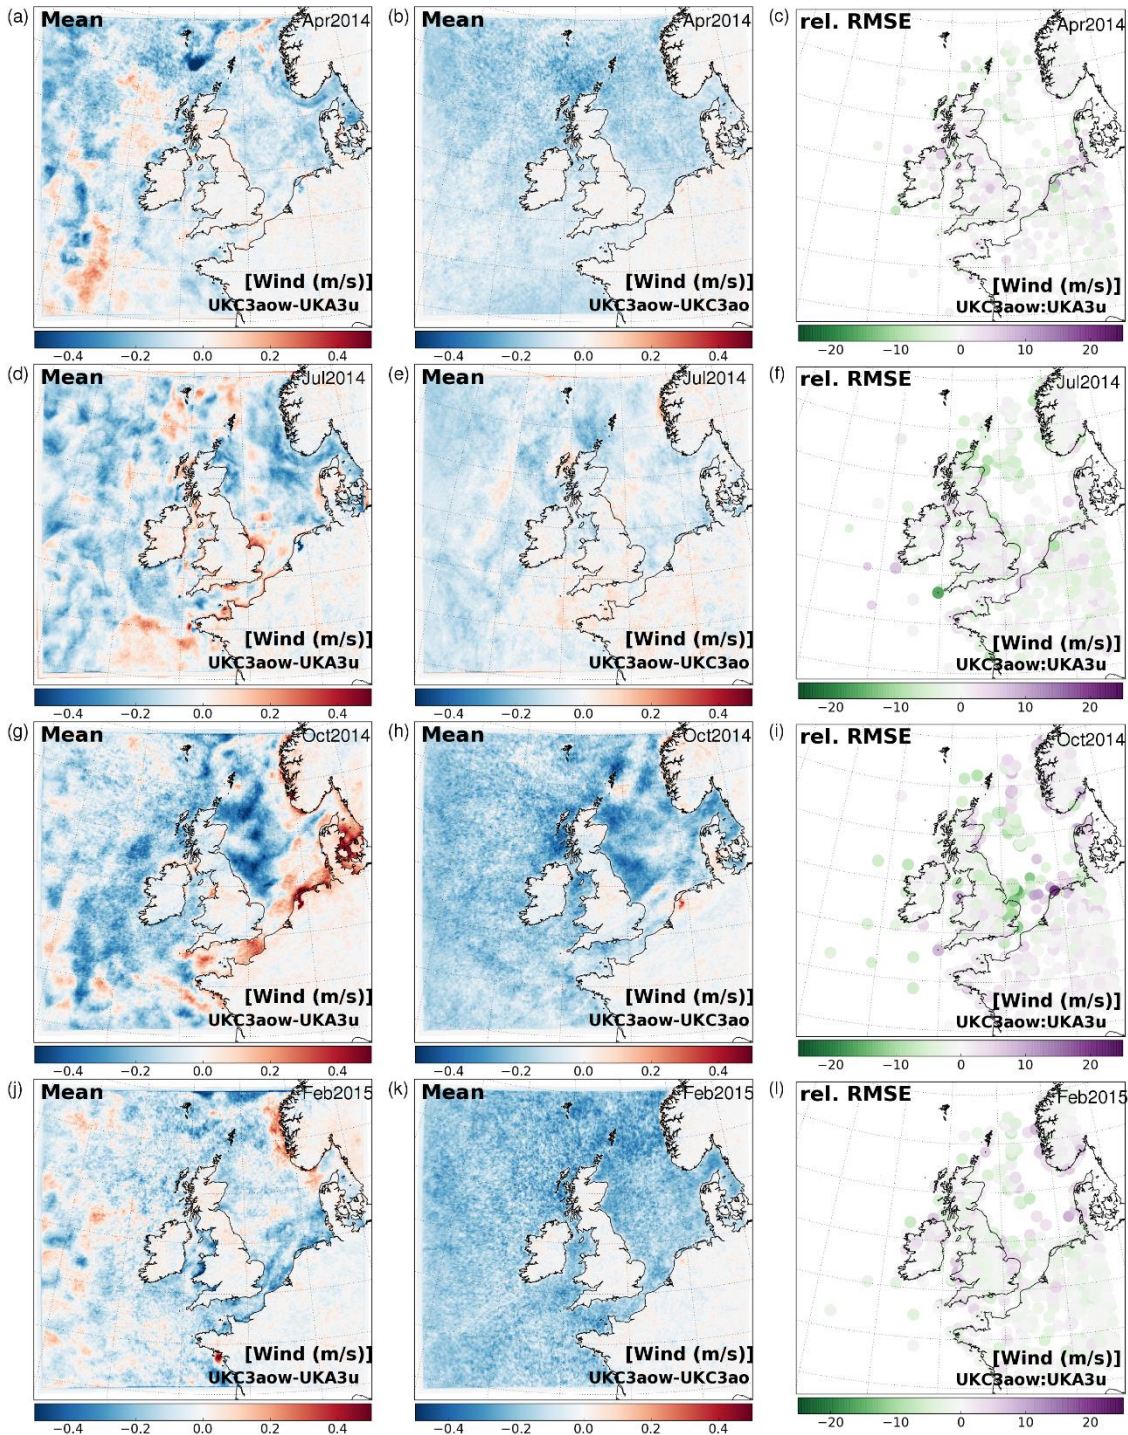 (a) Mean Apr2014
[Wind (m/s)]
UKC3aow-UKA3u
−0.4 −0.2 0.0 0.2 0.4
(b) Mean Apr2014
[Wind (m/s)]
UKC3aow-UKC3ao
−0.4 −0.2 0.0 0.2 0.4
(c) rel. RMSE Apr2014
[Wind (m/s)]
UKC3aow:UKA3u
−20 −10 0 10 20
(d) Mean Jul2014
[Wind (m/s)]
UKC3aow-UKA3u
−0.4 −0.2 0.0 0.2 0.4
(e) Mean Jul2014
[Wind (m/s)]
UKC3aow-UKC3ao
−0.4 −0.2 0.0 0.2 0.4
(f) rel. RMSE Jul2014
[Wind (m/s)]
UKC3aow:UKA3u
−20 −10 0 10 20
(g) Mean Oct2014
[Wind (m/s)]
UKC3aow-UKA3u
−0.4 −0.2 0.0 0.2 0.4
(h) Mean Oct2014
[Wind (m/s)]
UKC3aow-UKC3ao
−0.4 −0.2 0.0 0.2 0.4
(i) rel. RMSE Oct2014
[Wind (m/s)]
UKC3aow:UKA3u
−20 −10 0 10 20
(j) Mean Feb2015
[Wind (m/s)]
UKC3aow-UKA3u
−0.4 −0.2 0.0 0.2 0.4
(k) Mean Feb2015
[Wind (m/s)]
UKC3aow-UKC3ao
−0.4 −0.2 0.0 0.2 0.4
(l) rel. RMSE Feb2015
[Wind (m/s)]
UKC3aow:UKA3u
−20 −10 0 10 20